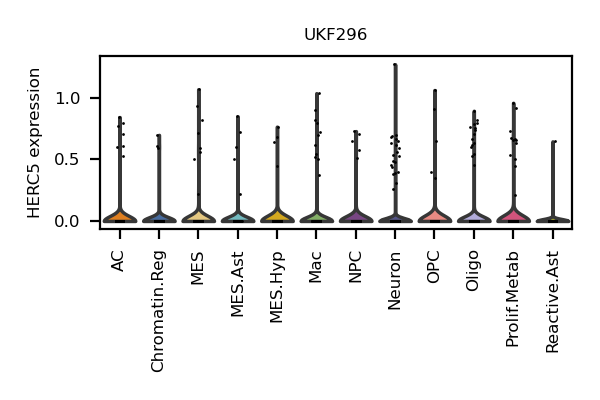 UKF296
HERC5 expression
1.0
0.5
0.0
AC
Chromatin.Reg
MES
MES.Ast
MES.Hyp
Mac
NPC
Neuron
OPC
Oligo
Prolif.Metab
Reactive.Ast